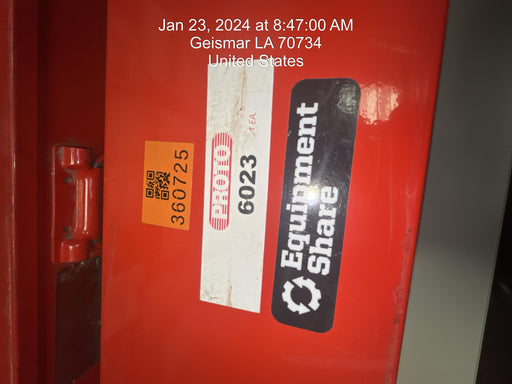 Jan 23, 2024 at 8:47:00 AM
Geismar LA 70734
United States
360725
PROTO
6023
1 EA.
Equipment
Share